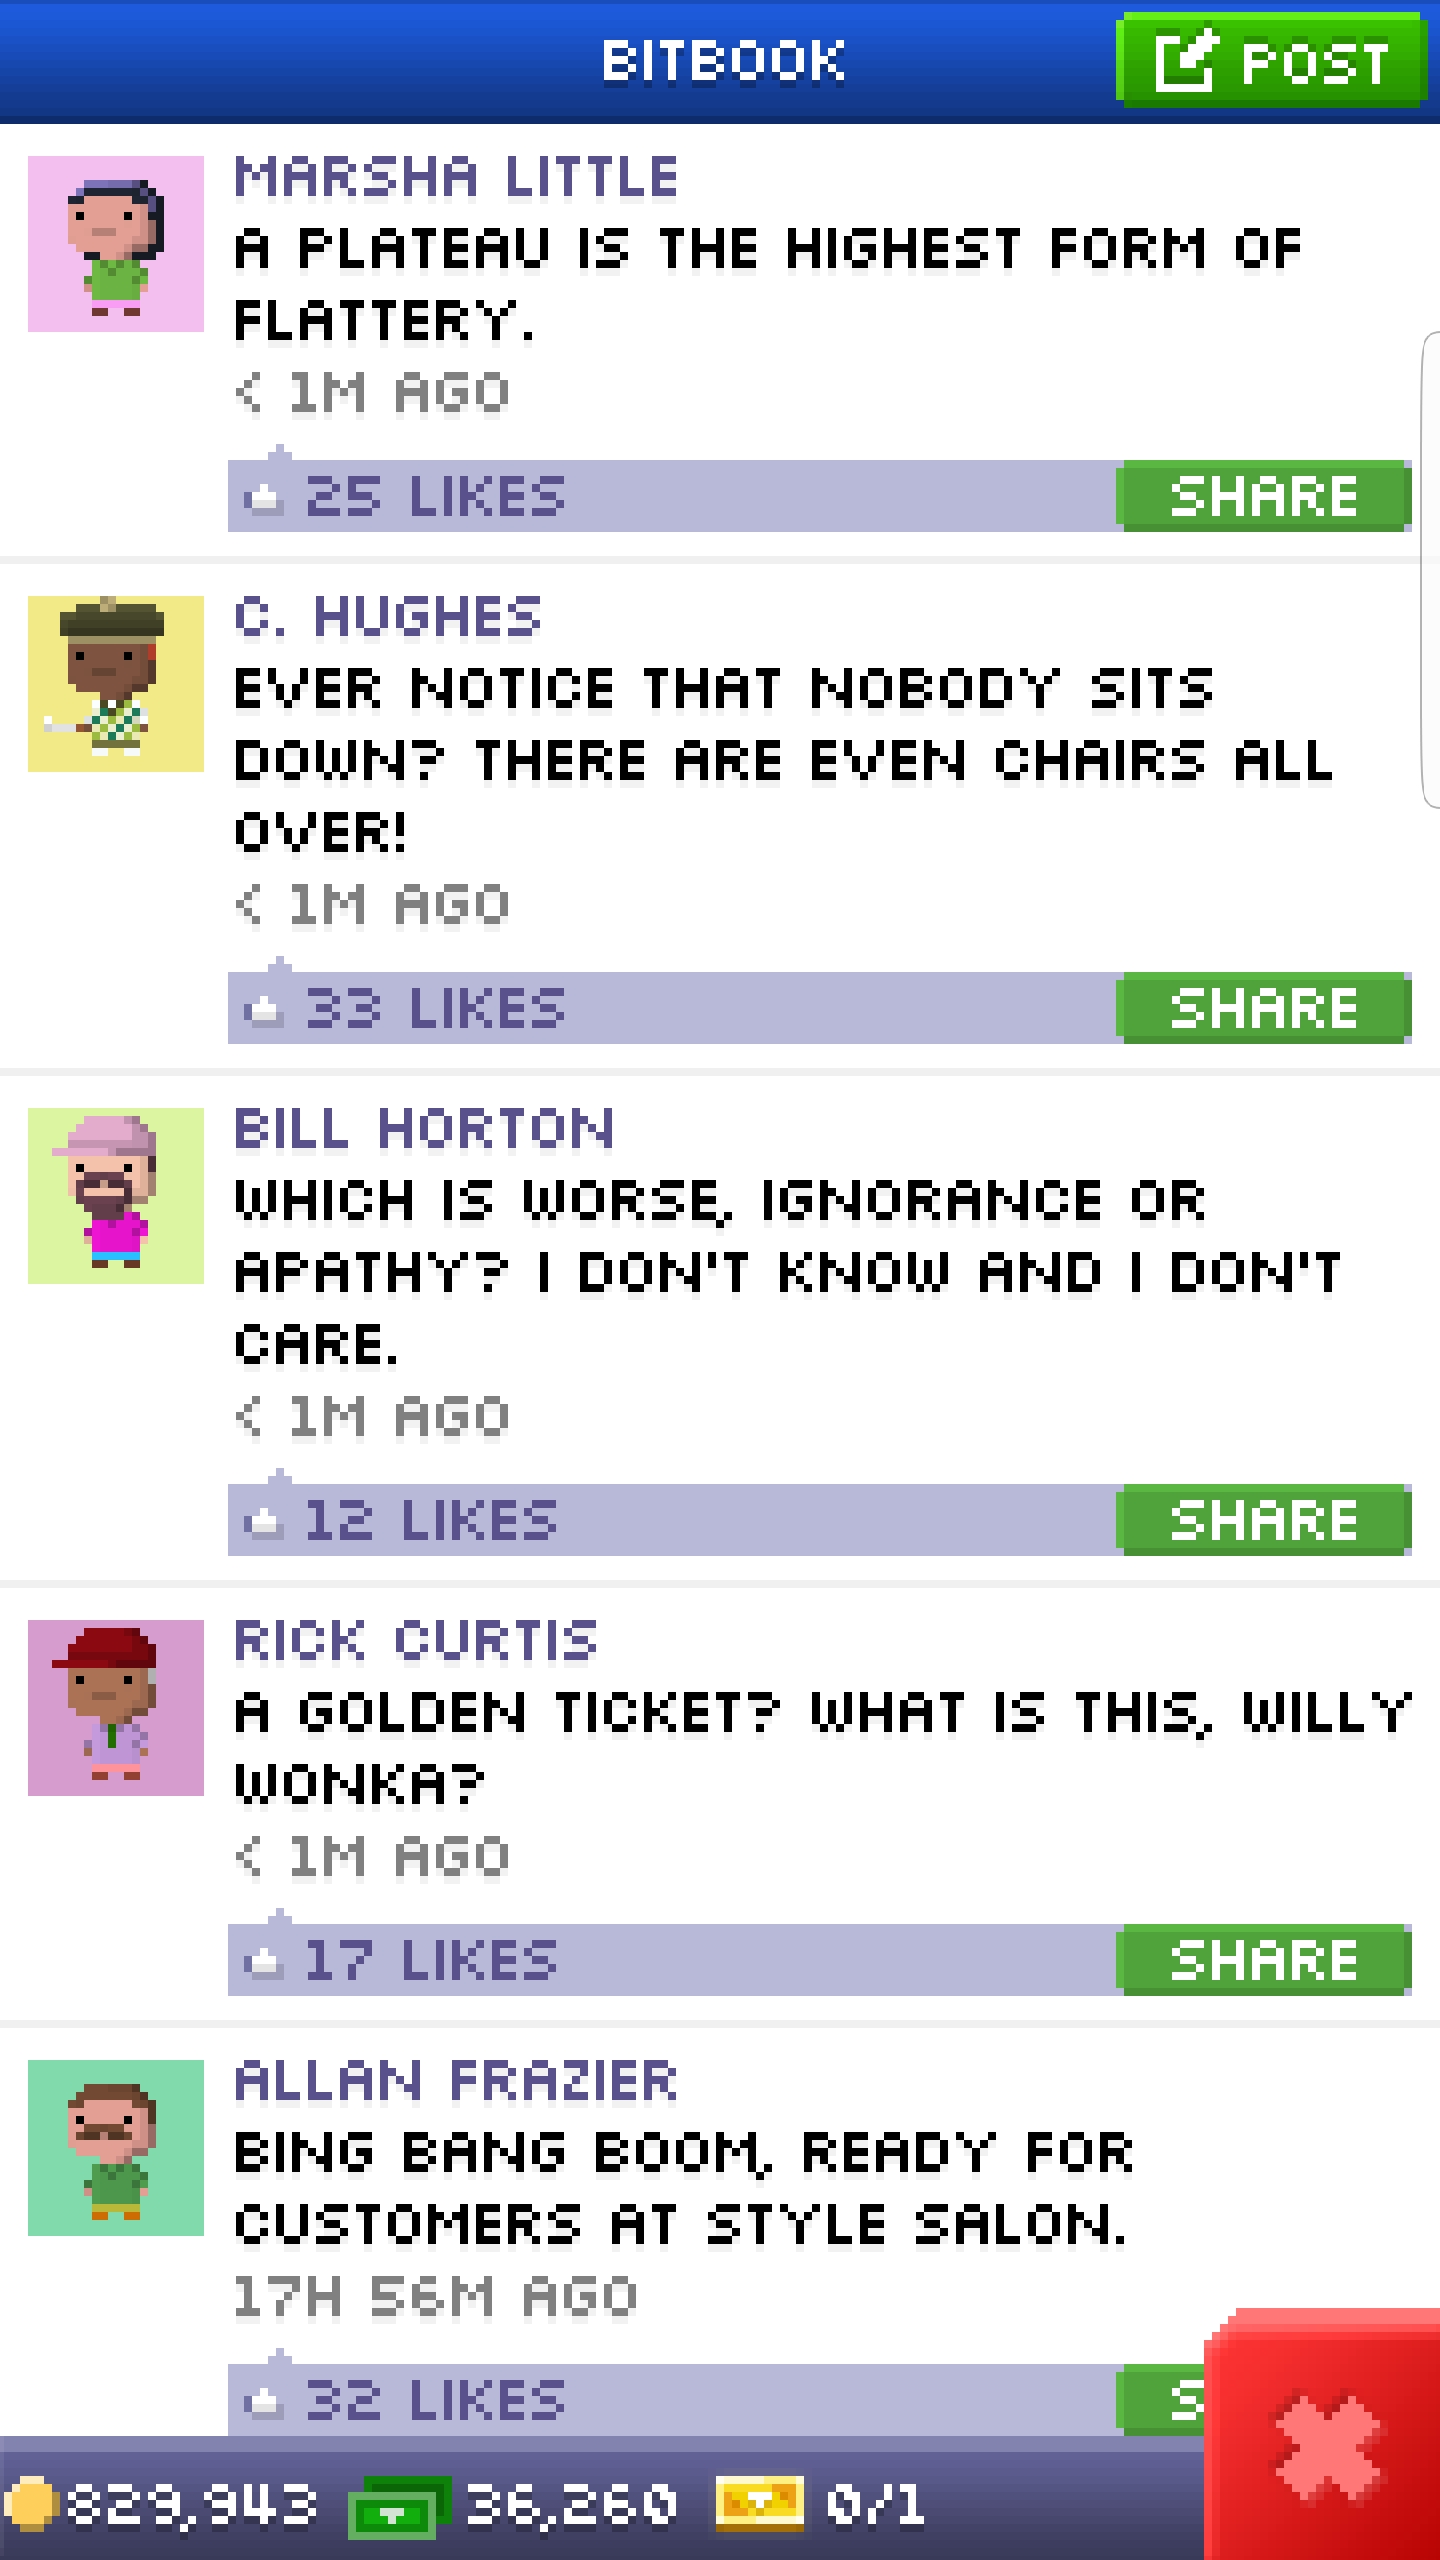 BITBOOK
POST
MARSHA LITTLE
A PLATEAU IS THE HIGHEST FORM OF
FLATTERY.
< 1M AGO
25 LIKES
SHARE
C. HUGHES
EVER NOTICE THAT NOBODY SITS
DOWN? THERE ARE EVEN CHAIRS ALL
OVER!
< 1M AGO
33 LIKES
SHARE
BILL HORTON
WHICH IS WORSE, IGNORANCE OR
APATHY? I DON'T KNOW AND I DON'T
CARE.
< 1M AGO
12 LIKES
SHARE
RICK CURTIS
A GOLDEN TICKET? WHAT IS THIS, WILLY
WONKA?
< 1M AGO
17 LIKES
SHARE
ALLAN FRAZIER
BING BANG BOOM, READY FOR
CUSTOMERS AT STYLE SALON.
17H 56M AGO
32 LIKES
S
829,943 36,260 0/1